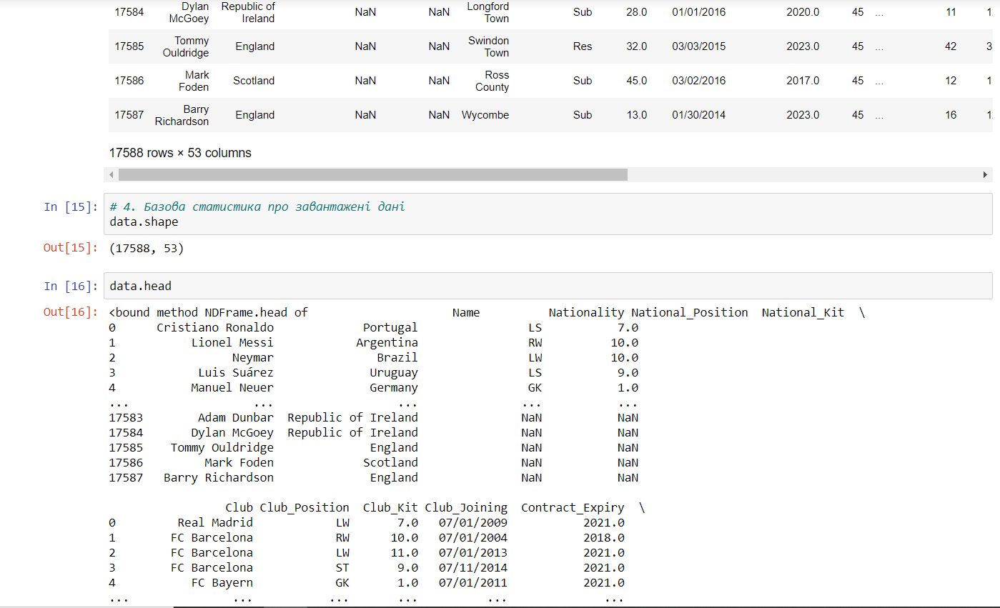 17584 Dylan McGoey Republic of Ireland NaN NaN Longford Town Sub 28.0 01/01/2016 2020.0 45 ... 11
17585 Tommy Ouldridge England NaN NaN Swindon Town Res 32.0 03/03/2015 2023.0 45 ... 42
17586 Mark Foden Scotland NaN NaN Ross County Sub 45.0 03/02/2016 2017.0 45 ... 12
17587 Barry Richardson England NaN NaN Wycombe Sub 13.0 01/30/2014 2023.0 45 ... 16
17588 rows × 53 columns
In [15]: # 4. Базова статистика про завантажені дані
data.shape
Out[15]: (17588, 53)
In [16]: data.head
Out[16]: <bound method NDFrame.head of Name Nationality National_Position National_Kit \
0 Cristiano Ronaldo Portugal LS 7.0
1 Lionel Messi Argentina RW 10.0
2 Neymar Brazil LW 10.0
3 Luis Suárez Uruguay LS 9.0
4 Manuel Neuer Germany GK 1.0
... ... ... ... ...
17583 Adam Dunbar Republic of Ireland NaN NaN
17584 Dylan McGoey Republic of Ireland NaN NaN
17585 Tommy Ouldridge England NaN NaN
17586 Mark Foden Scotland NaN NaN
17587 Barry Richardson England NaN NaN
Club Club_Position Club_Kit Club_Joining Contract_Expiry \
0 Real Madrid LW 7.0 07/01/2009 2021.0
1 FC Barcelona RW 10.0 07/01/2004 2018.0
2 FC Barcelona LW 11.0 07/01/2013 2021.0
3 FC Barcelona ST 9.0 07/11/2014 2021.0
4 FC Bayern GK 1.0 07/01/2011 2021.0
... ... ... ... ... ...